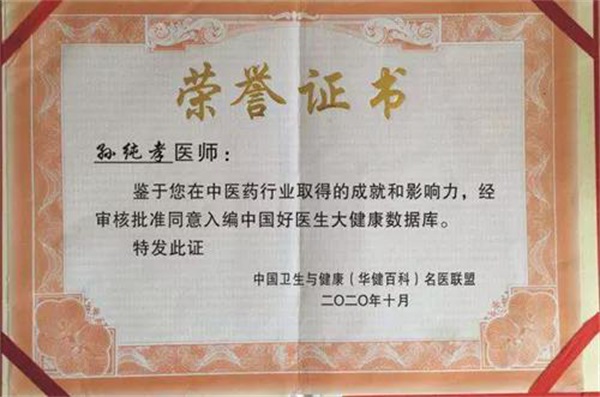 荣誉证书
孙纯孝医师：
鉴于您在中医药行业取得的成就和影响力，经
审核批准同意入编中国好医生大健康数据库。
特发此证
中国卫生与健康（华健百科）名医联盟
二〇二〇年十月